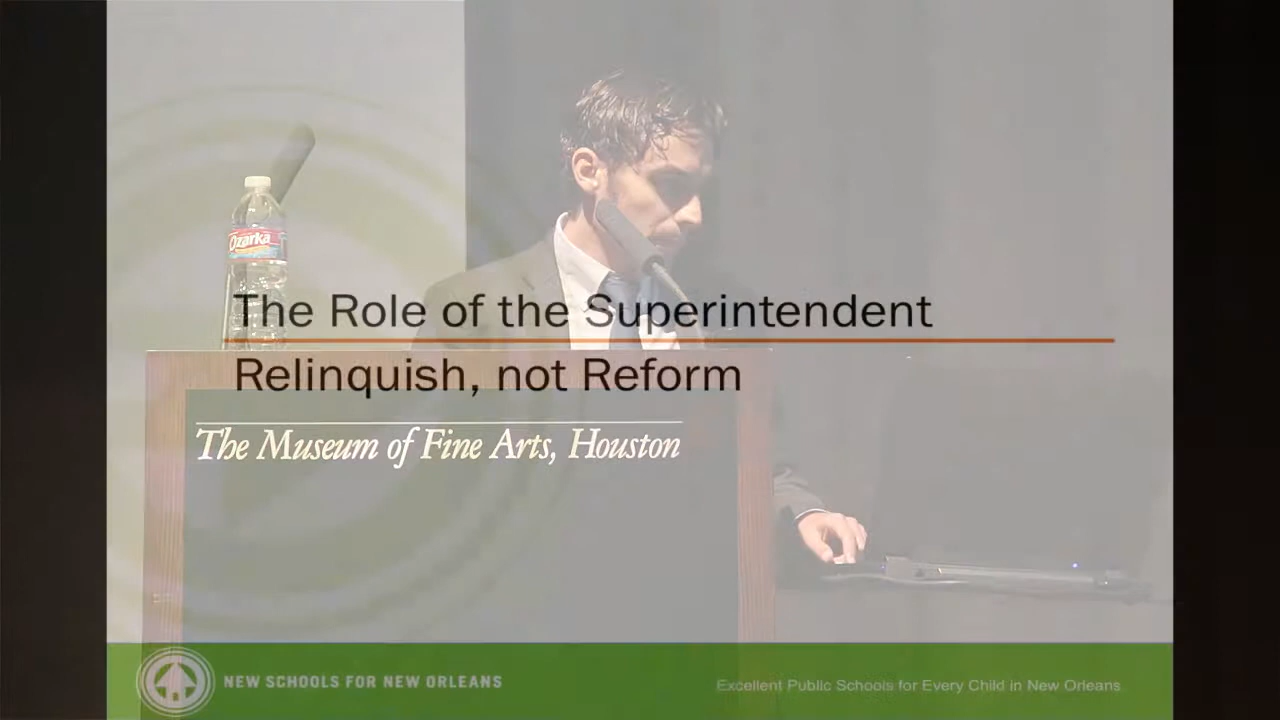 Ozarka
The Role of the Superintendent
Relinquish, not Reform
The Museum of Fine Arts, Houston
NEW SCHOOLS FOR NEW ORLEANS
Excellent Public Schools for Every Child in New Orleans